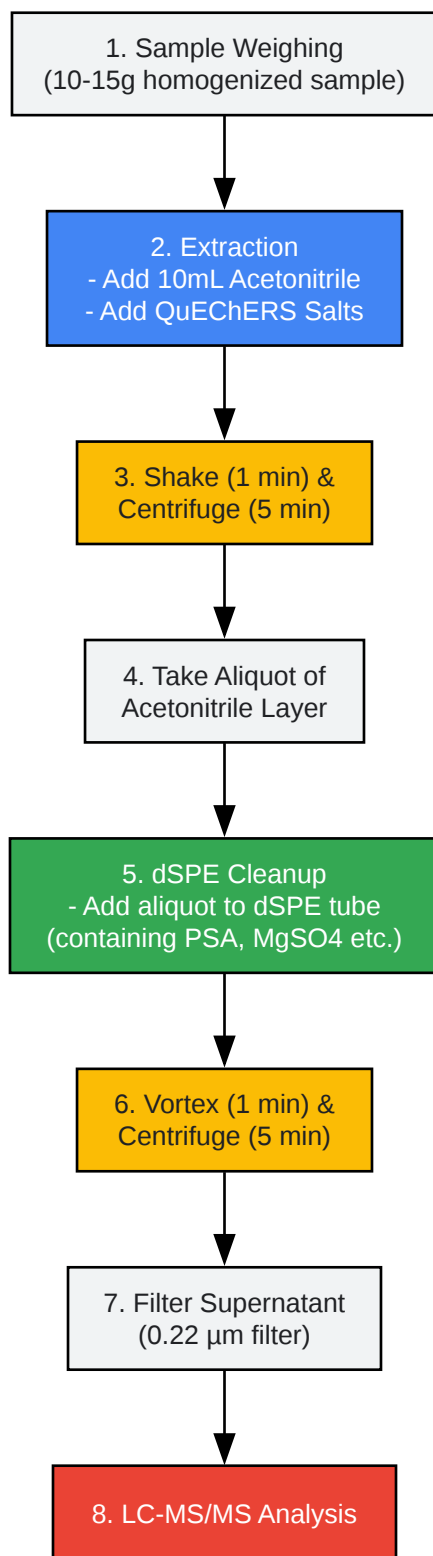 1. Sample Weighing
(10-15g homogenized sample)
2. Extraction
- Add 10mL Acetonitrile
- Add QuEChERS Salts
3. Shake (1 min) &
Centrifuge (5 min)
4. Take Aliquot of
Acetonitrile Layer
5. dSPE Cleanup
- Add aliquot to dSPE tube
(containing PSA, MgSO4 etc.)
6. Vortex (1 min) &
Centrifuge (5 min)
7. Filter Supernatant
(0.22 µm filter)
8. LC-MS/MS Analysis